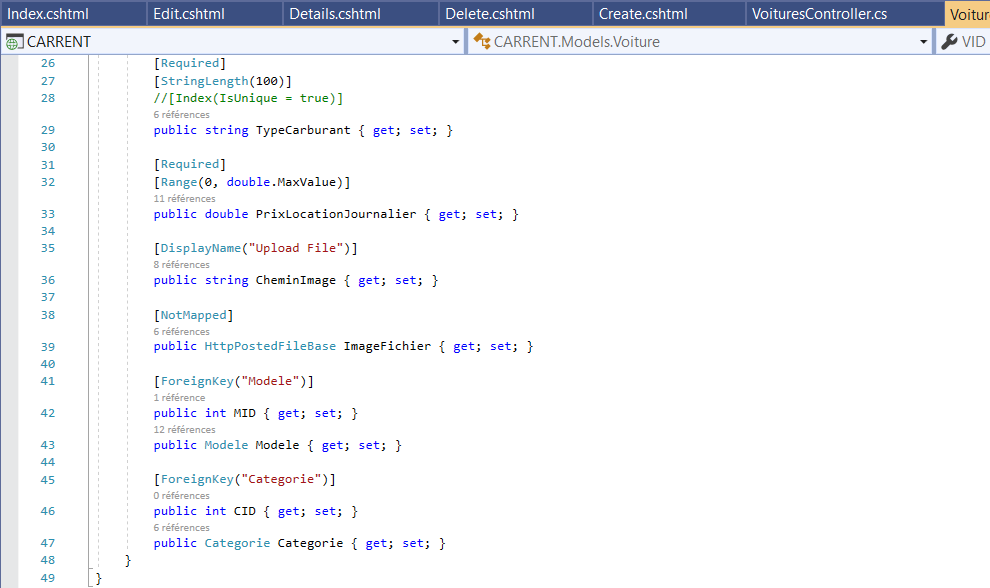 Index.cshtml Edit.cshtml Details.cshtml Delete.cshtml Create.cshtml VoituresController.cs Voitur
CARRENT CARRENT.Models.Voiture VID
26 [Required]
27 [StringLength(100)]
28 //[Index(IsUnique = true)]
6 références
29 public string TypeCarburant { get; set; }
30
31 [Required]
32 [Range(0, double.MaxValue)]
11 références
33 public double PrixLocationJournalier { get; set; }
34
35 [DisplayName("Upload File")]
8 références
36 public string CheminImage { get; set; }
37
38 [NotMapped]
6 références
39 public HttpPostedFileBase ImageFichier { get; set; }
40
41 [ForeignKey("Modele")]
1 référence
42 public int MID { get; set; }
12 références
43 public Modele Modele { get; set; }
44
45 [ForeignKey("Categorie")]
0 références
46 public int CID { get; set; }
6 références
47 public Categorie Categorie { get; set; }
48 }
49 }